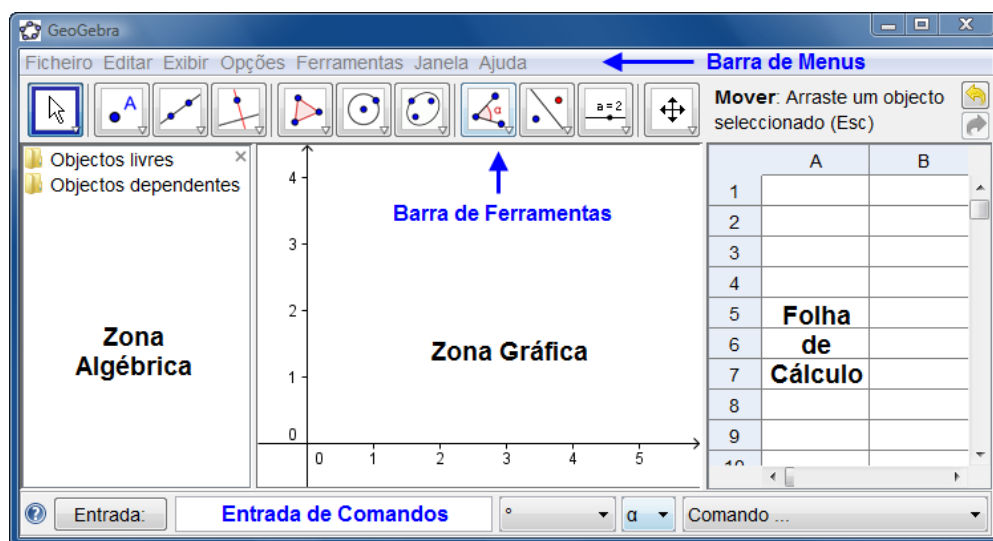 GeoGebra
Ficheiro Editar Exibir Opções Ferramentas Janela Ajuda
Barra de Menus
A
α
a = 2
Mover: Arraste um objecto
seleccionado (Esc)
Objectos livres
Objectos dependentes
Zona
Algébrica
Barra de Ferramentas
4
3
2
1
0
0 1 2 3 4 5
Zona Gráfica
A B
1
2
3
4
5 Folha
6 de
7 Cálculo
8
9
10
Entrada:
Entrada de Comandos
°
α
Comando ...